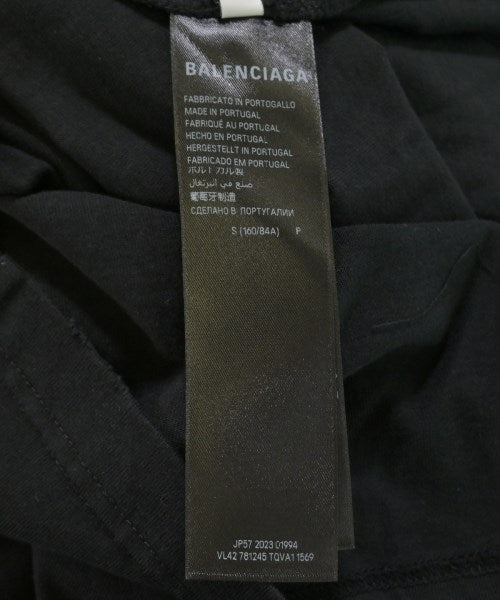 BALENCIAGA
FABBRICATO IN PORTOGALLO
MADE IN PORTUGAL
FABRIQUÉ AU PORTUGAL
HECHO EN PORTUGAL
HERGESTELLT IN PORTUGAL
FABRICADO EM PORTUGAL
ポルトガル製
صنع في البرتغال
葡萄牙制造
СДЕЛАНО В ПОРТУГАЛИИ
S (160/84A) P
JP57 2023 01994
VL42 781245 TQVA1 1569